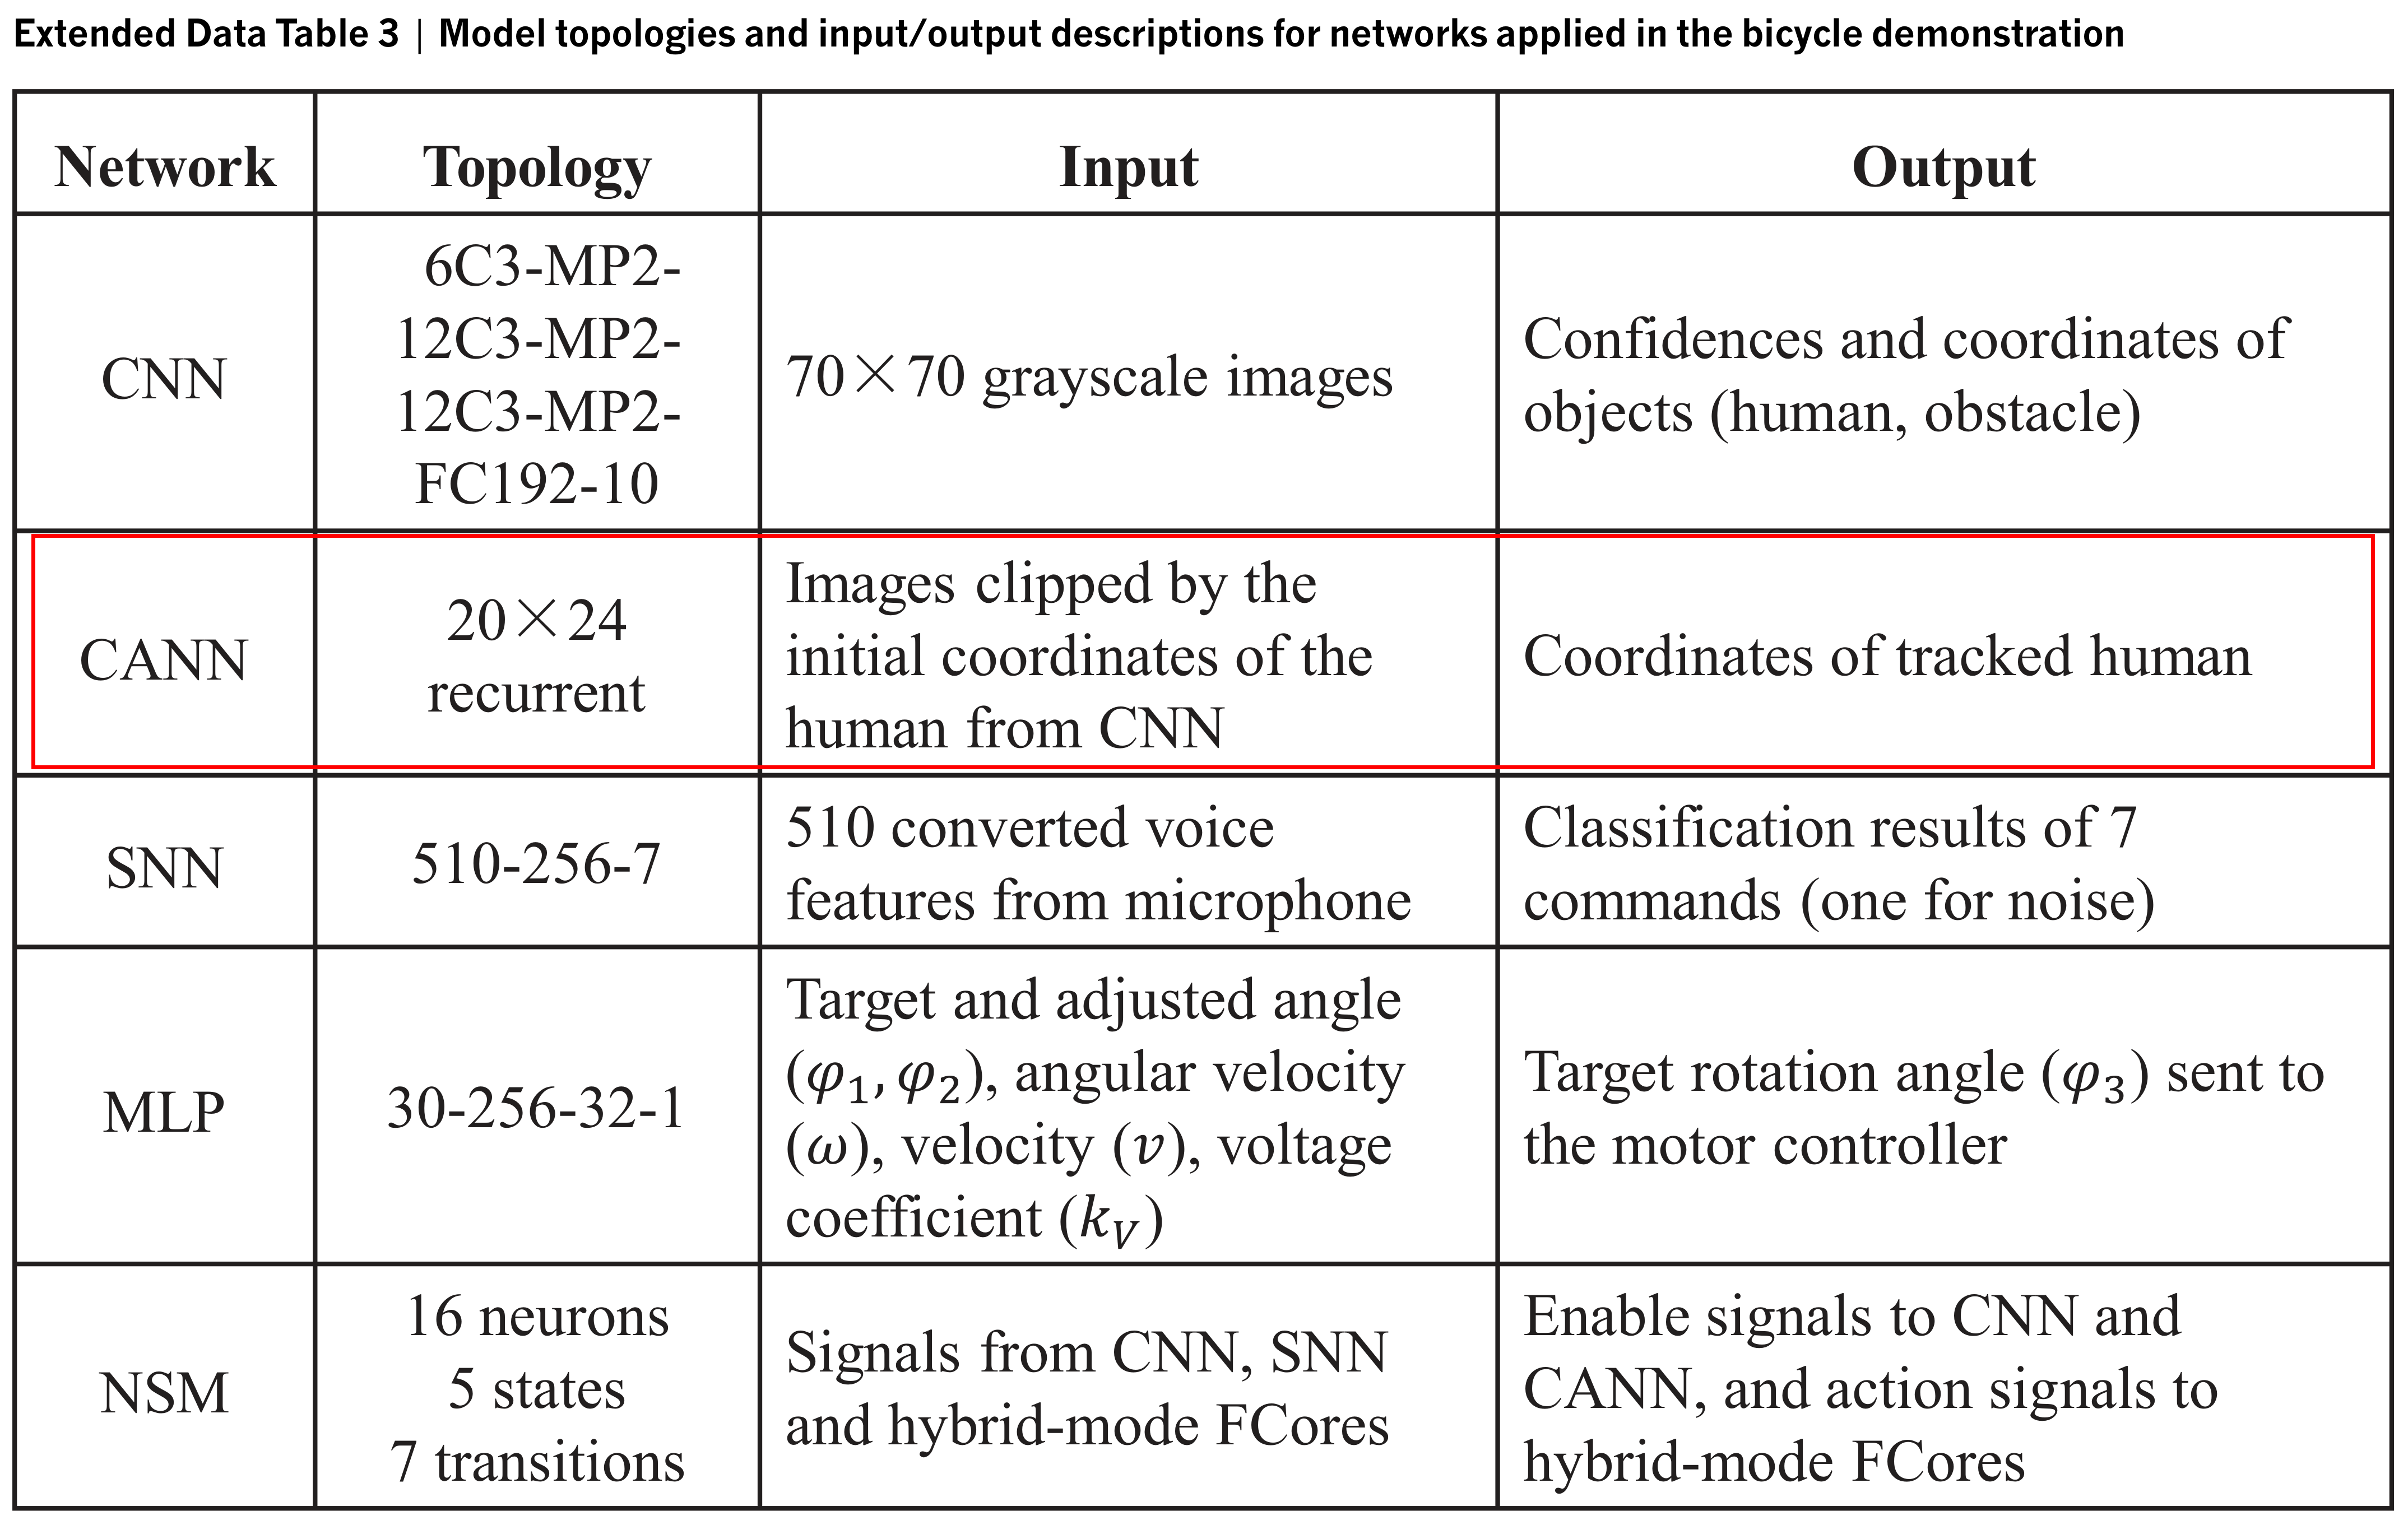 Extended Data Table 3 | Model topologies and input/output descriptions for networks applied in the bicycle demonstration
Network
Topology
Input
Output
CNN
6C3-MP2-
12C3-MP2-
12C3-MP2-
FC192-10
70×70 grayscale images
Confidences and coordinates of
objects (human, obstacle)
CANN
20×24
recurrent
Images clipped by the
initial coordinates of the
human from CNN
Coordinates of tracked human
SNN
510-256-7
510 converted voice
features from microphone
Classification results of 7
commands (one for noise)
MLP
30-256-32-1
Target and adjusted angle
(φ₁, φ₂), angular velocity
(ω), velocity (v), voltage
coefficient (k_V)
Target rotation angle (φ₃) sent to
the motor controller
NSM
16 neurons
5 states
7 transitions
Signals from CNN, SNN
and hybrid-mode FCores
Enable signals to CNN and
CANN, and action signals to
hybrid-mode FCores